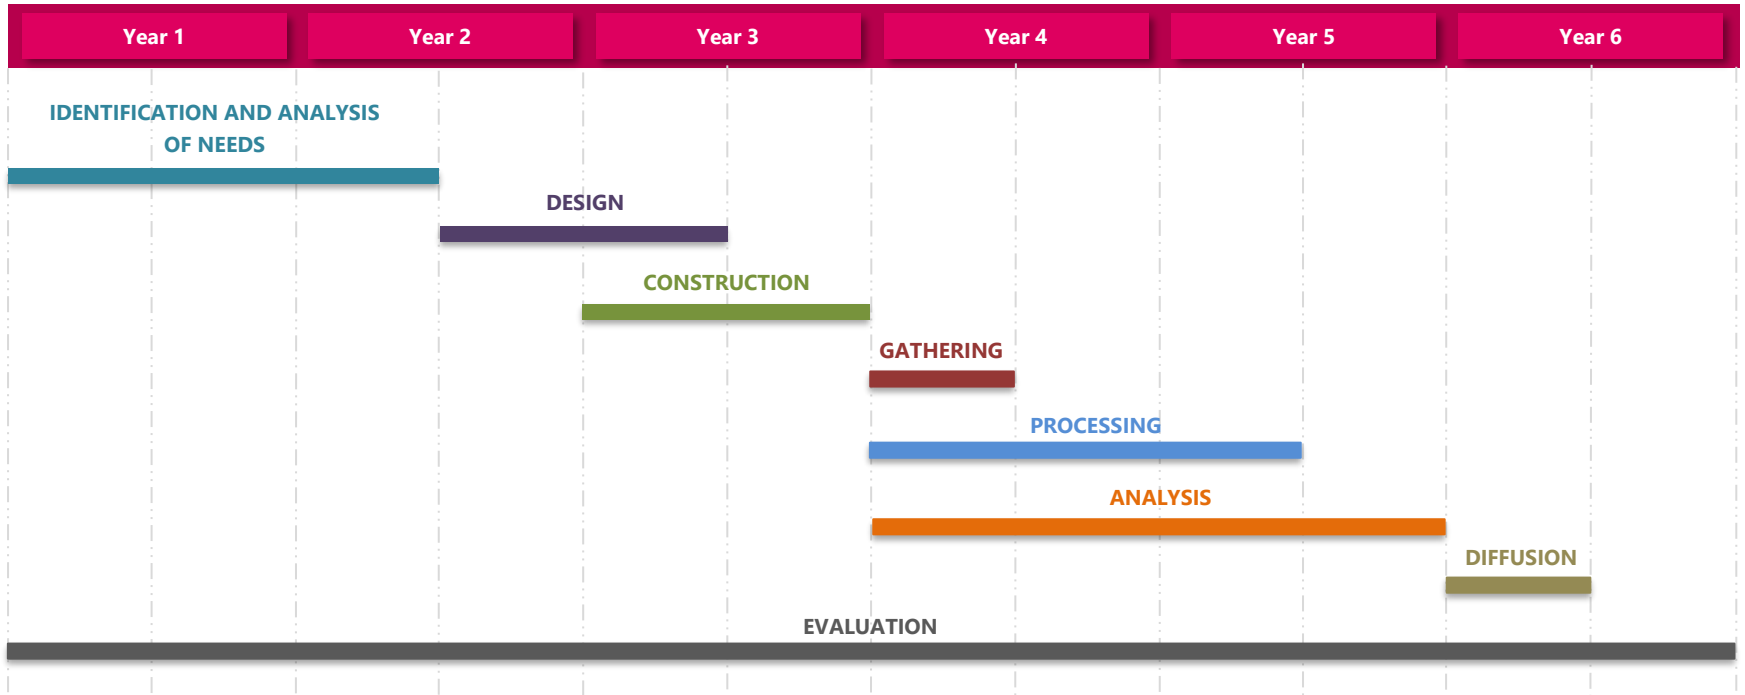 Year 1
Year 2
Year 3
Year 4
Year 5
Year 6
IDENTIFICATION AND ANALYSIS
OF NEEDS
DESIGN
CONSTRUCTION
GATHERING
PROCESSING
ANALYSIS
DIFFUSION
EVALUATION